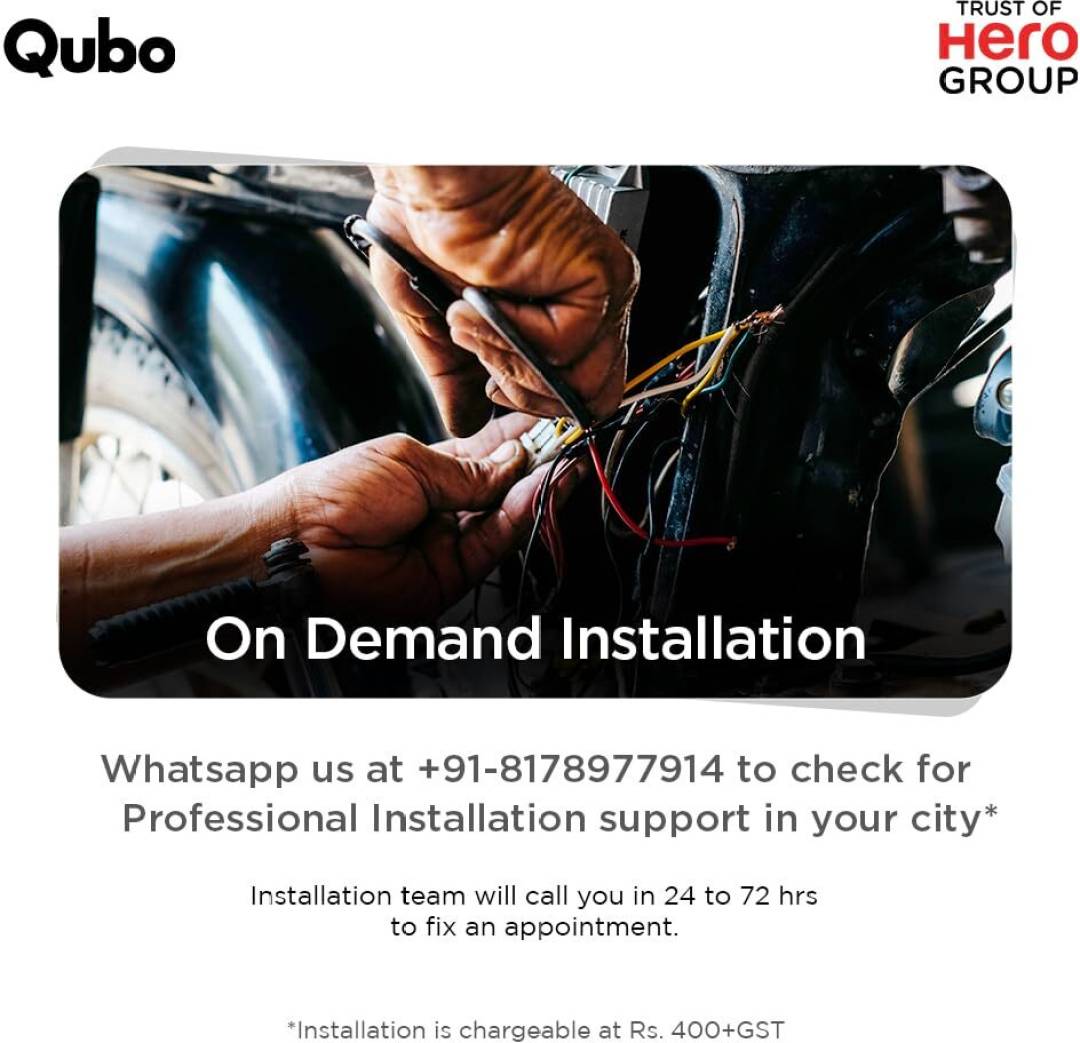 Qubo
TRUST OF
Hero
GROUP
On Demand Installation
Whatsapp us at +91-8178977914 to check for
Professional Installation support in your city*
Installation team will call you in 24 to 72 hrs
to fix an appointment.
*Installation is chargeable at Rs. 400+GST